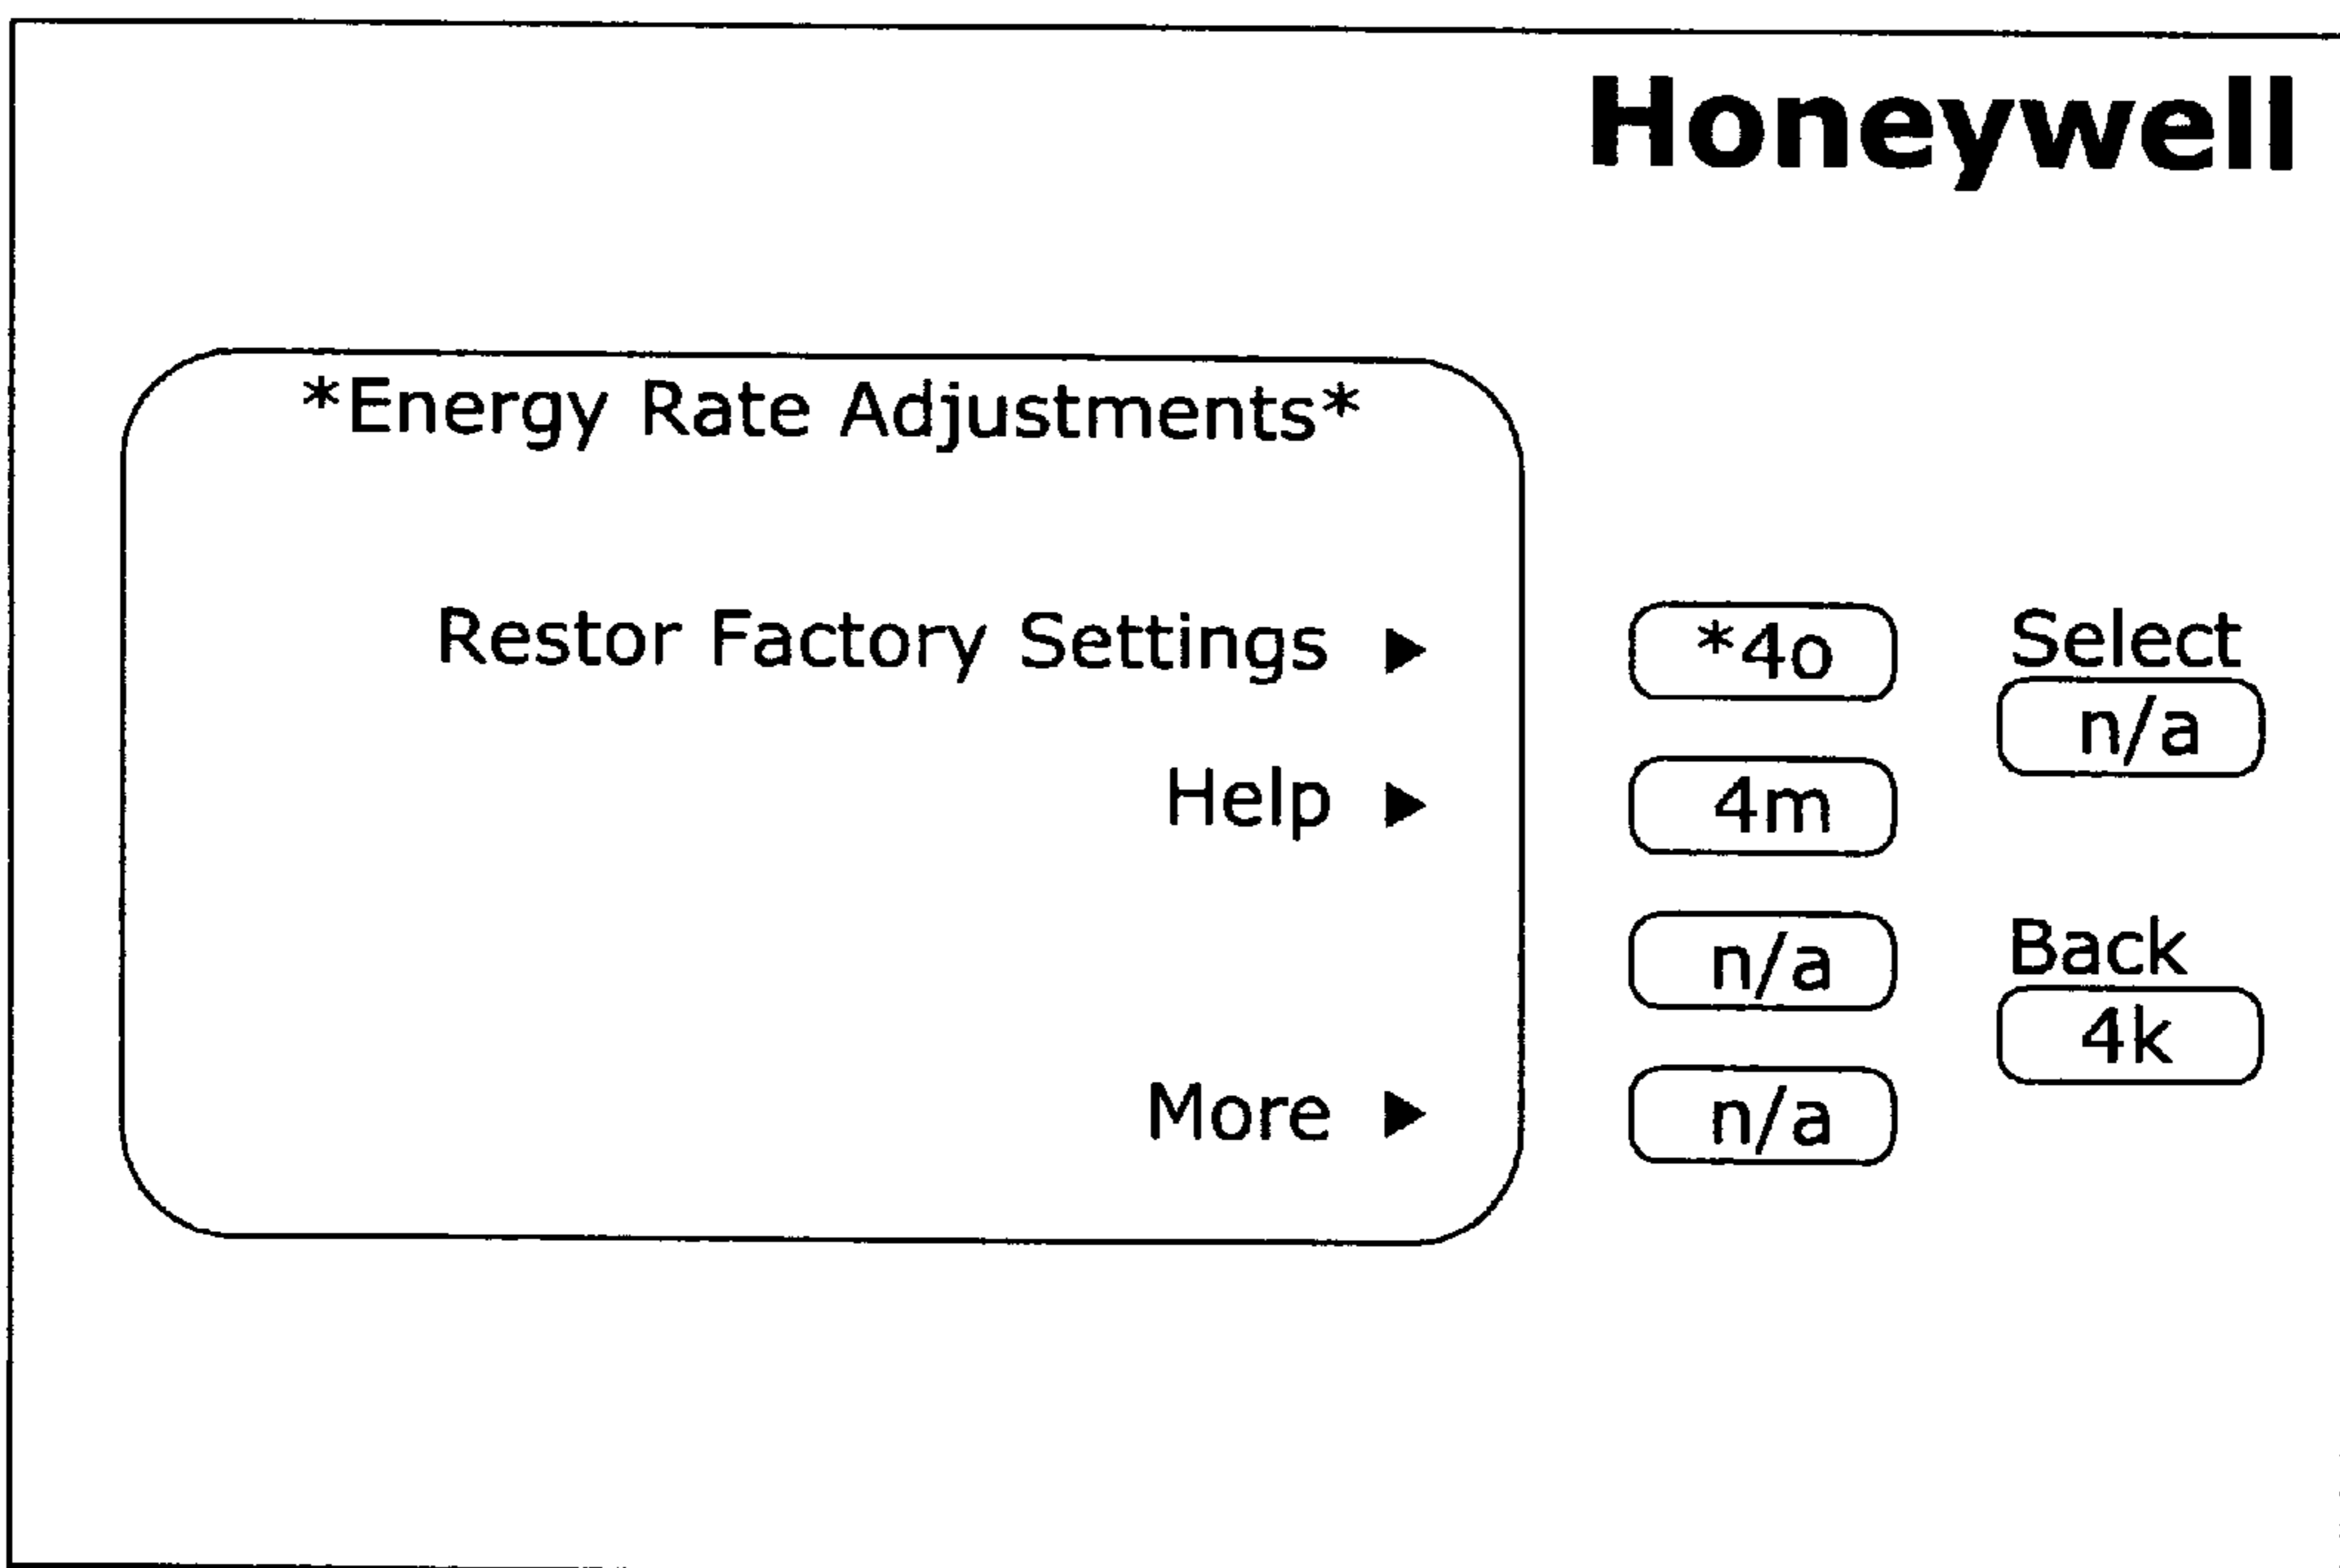 Honeywell
*Energy Rate Adjustments*
Restor Factory Settings ▶ *4o Select
n/a
Help ▶ 4m
n/a Back
4k
More ▶ n/a